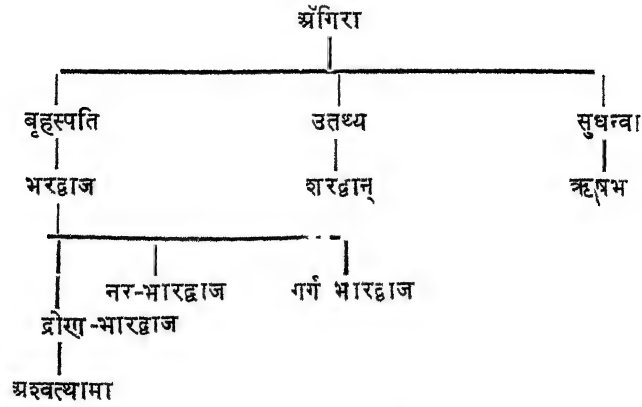 अँगिरा
बृहस्पति उतथ्य सुधन्वा
भरद्वाज शरद्वान् ऋषभ
नर-भारद्वाज गर्ग भारद्वाज
द्रोण-भारद्वाज
अश्वत्थामा